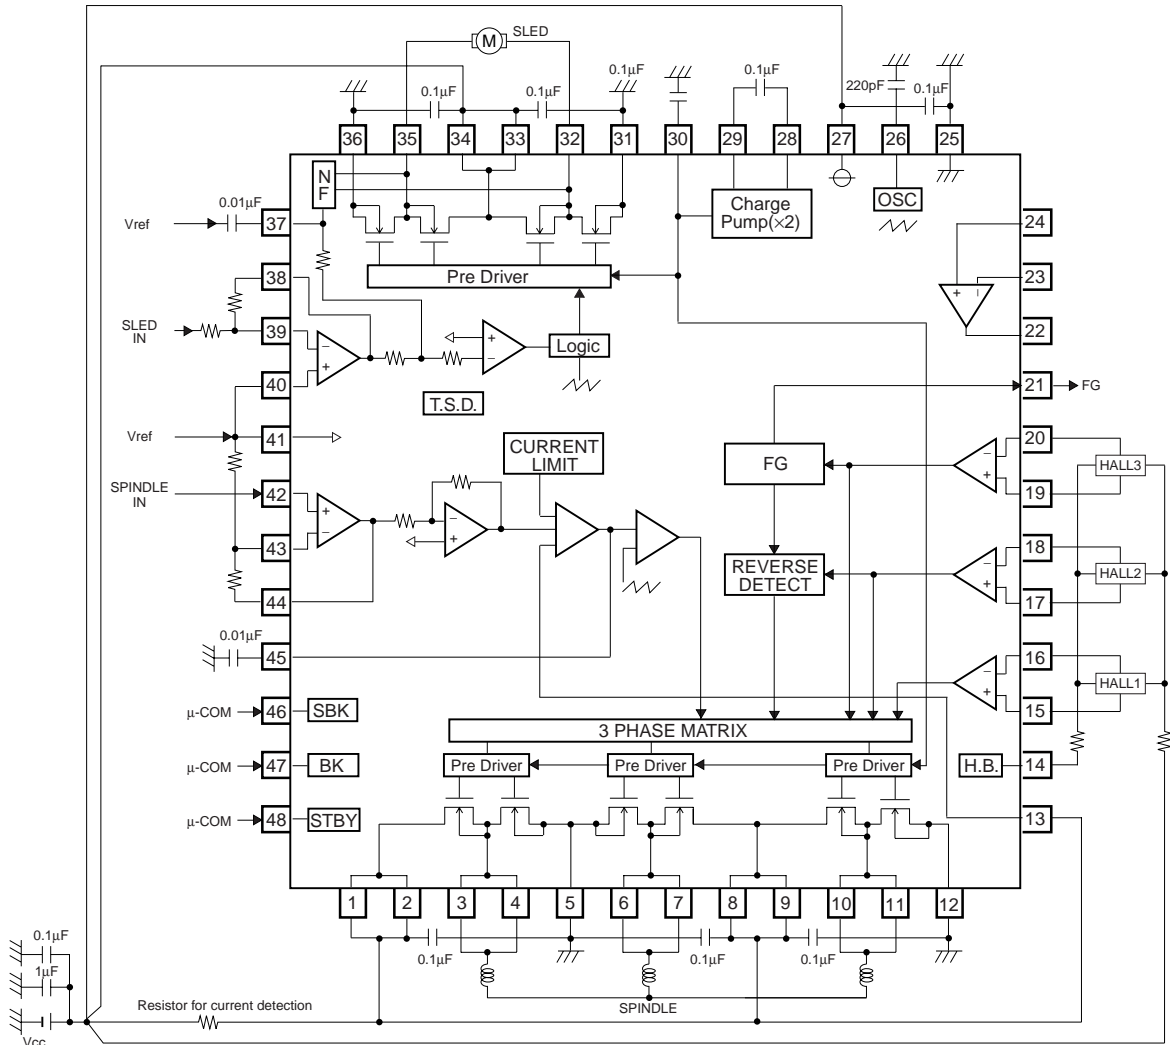 M SLED
0.1µF 0.1µF 0.1µF 0.1µF 220pF 0.1µF
36 35 34 33 32 31 30 29 28 27 26 25
N
F
0.01µF
Vref 37
Charge
Pump(×2)
OSC
24
38
Pre Driver
23
+ −
SLED
IN
39
− +
+ −
Logic
22
40
T.S.D.
21 FG
Vref 41
CURRENT
LIMIT
FG
20
− +
HALL3
19
SPINDLE
IN
42
+ −
− +
43
REVERSE
DETECT
18
− +
HALL2
17
44
0.01µF
45
16
− +
HALL1
15
µ-COM 46 SBK
3 PHASE MATRIX
µ-COM 47 BK
Pre Driver Pre Driver Pre Driver
H.B. 14
µ-COM 48 STBY
13
1 2 3 4 5 6 7 8 9 10 11 12
0.1µF
1µF
0.1µF 0.1µF 0.1µF
Resistor for current detection
SPINDLE
Vcc